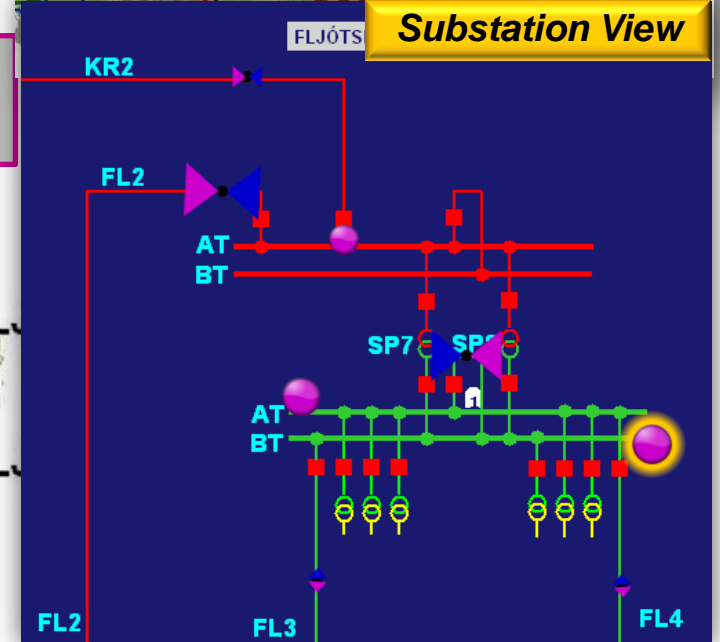 Substation View
FLJÓTS
KR2
FL2
AT
BT
SP7
1
AT
BT
FL2
FL3
FL4